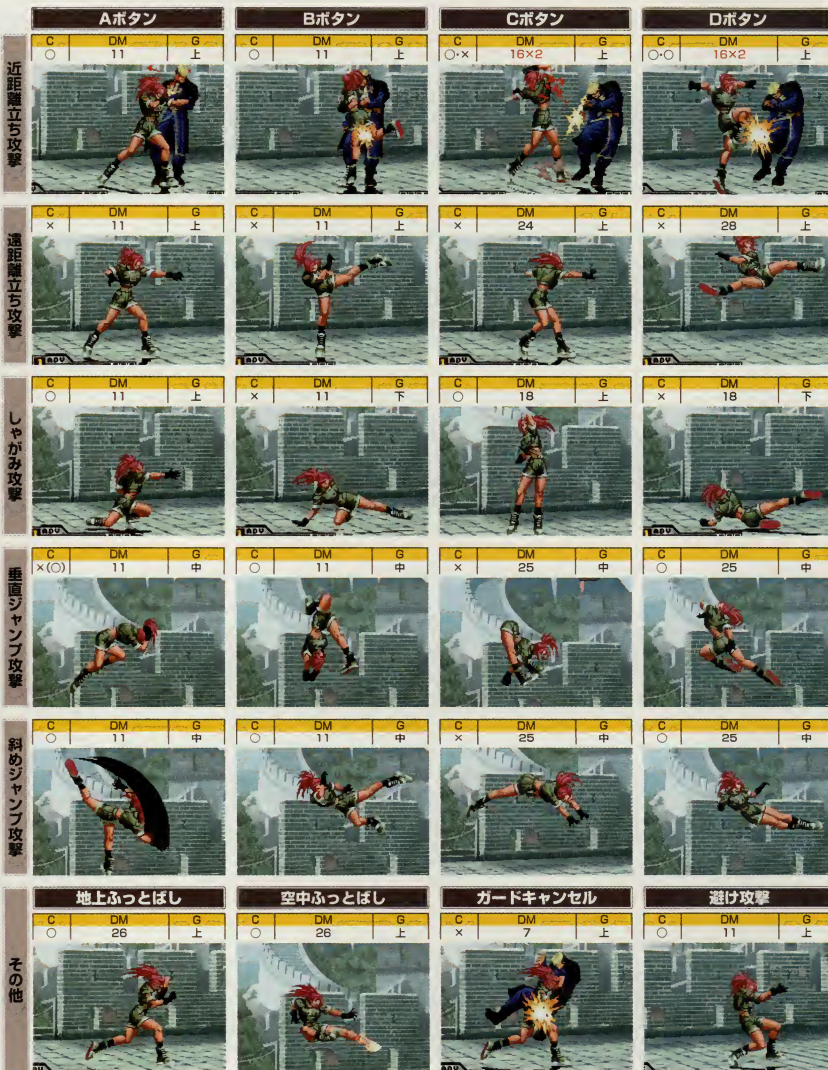 Aボタン Bボタン Cボタン Dボタン
近距離立ち攻撃
C DM G C DM G C DM G C DM G
○ 11 上 ○ 11 上 ○・× 16×2 上 ○・○ 16×2 上
遠距離立ち攻撃
C DM G C DM G C DM G C DM G
× 11 上 × 11 上 × 24 上 × 28 上
ADV ADV
しゃがみ攻撃
C DM G C DM G C DM G C DM G
○ 11 上 × 11 下 ○ 18 上 × 18 下
ADV ADV
垂直ジャンプ攻撃
C DM G C DM G C DM G C DM G
×(○) 11 中 ○ 11 中 × 25 中 ○ 25 中
斜めジャンプ攻撃
C DM G C DM G C DM G C DM G
○ 11 中 ○ 11 中 × 25 中 ○ 25 中
その他
地上ふっとばし 空中ふっとばし ガードキャンセル 避け攻撃
C DM G C DM G C DM G C DM G
○ 26 上 ○ 26 上 × 7 上 ○ 11 上